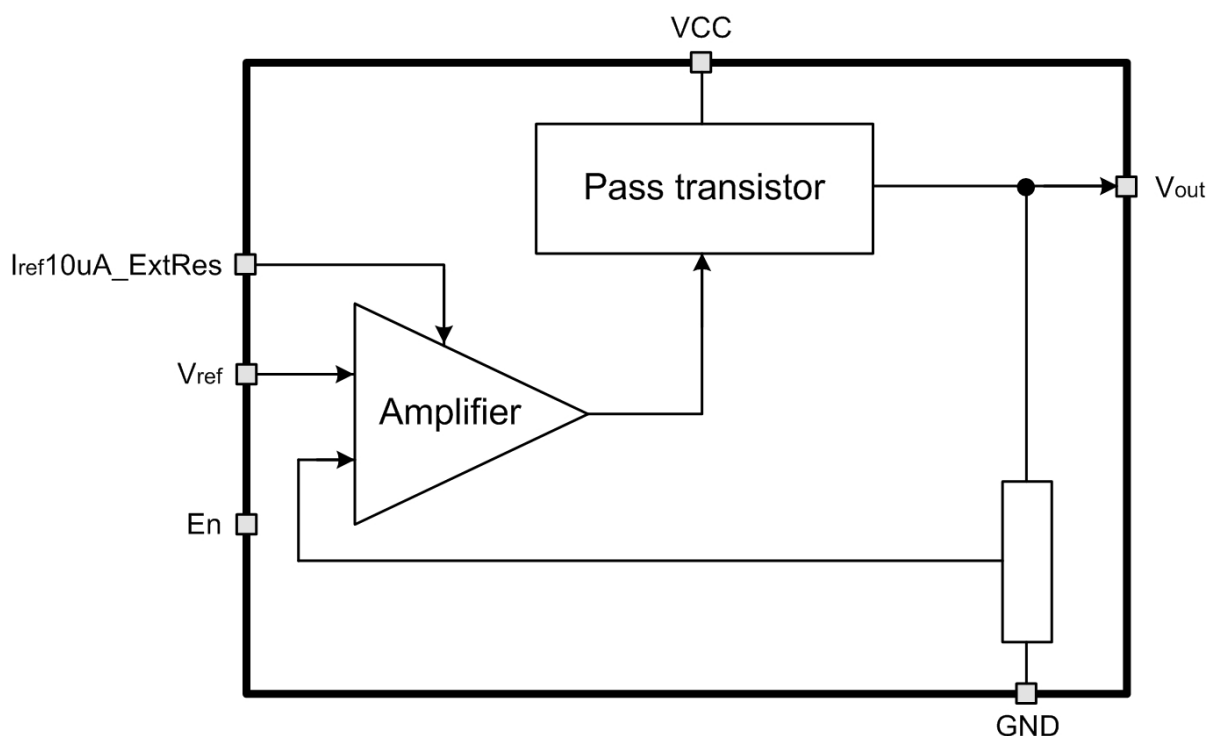 VCC
Pass transistor
Vout
Iref10uA_ExtRes
Vref
Amplifier
En
GND